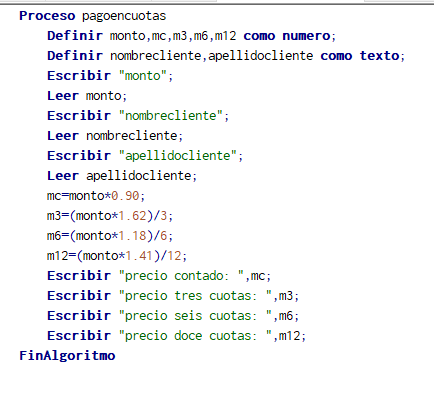 Proceso pagoencuotas
Definir monto,mc,m3,m6,m12 como numero;
Definir nombrecliente,apellidocliente como texto;
Escribir "monto";
Leer monto;
Escribir "nombrecliente";
Leer nombrecliente;
Escribir "apellidocliente";
Leer apellidocliente;
mc=monto*0.90;
m3=(monto*1.62)/3;
m6=(monto*1.18)/6;
m12=(monto*1.41)/12;
Escribir "precio contado: ",mc;
Escribir "precio tres cuotas: ",m3;
Escribir "precio seis cuotas: ",m6;
Escribir "precio doce cuotas: ",m12;
FinAlgoritmo